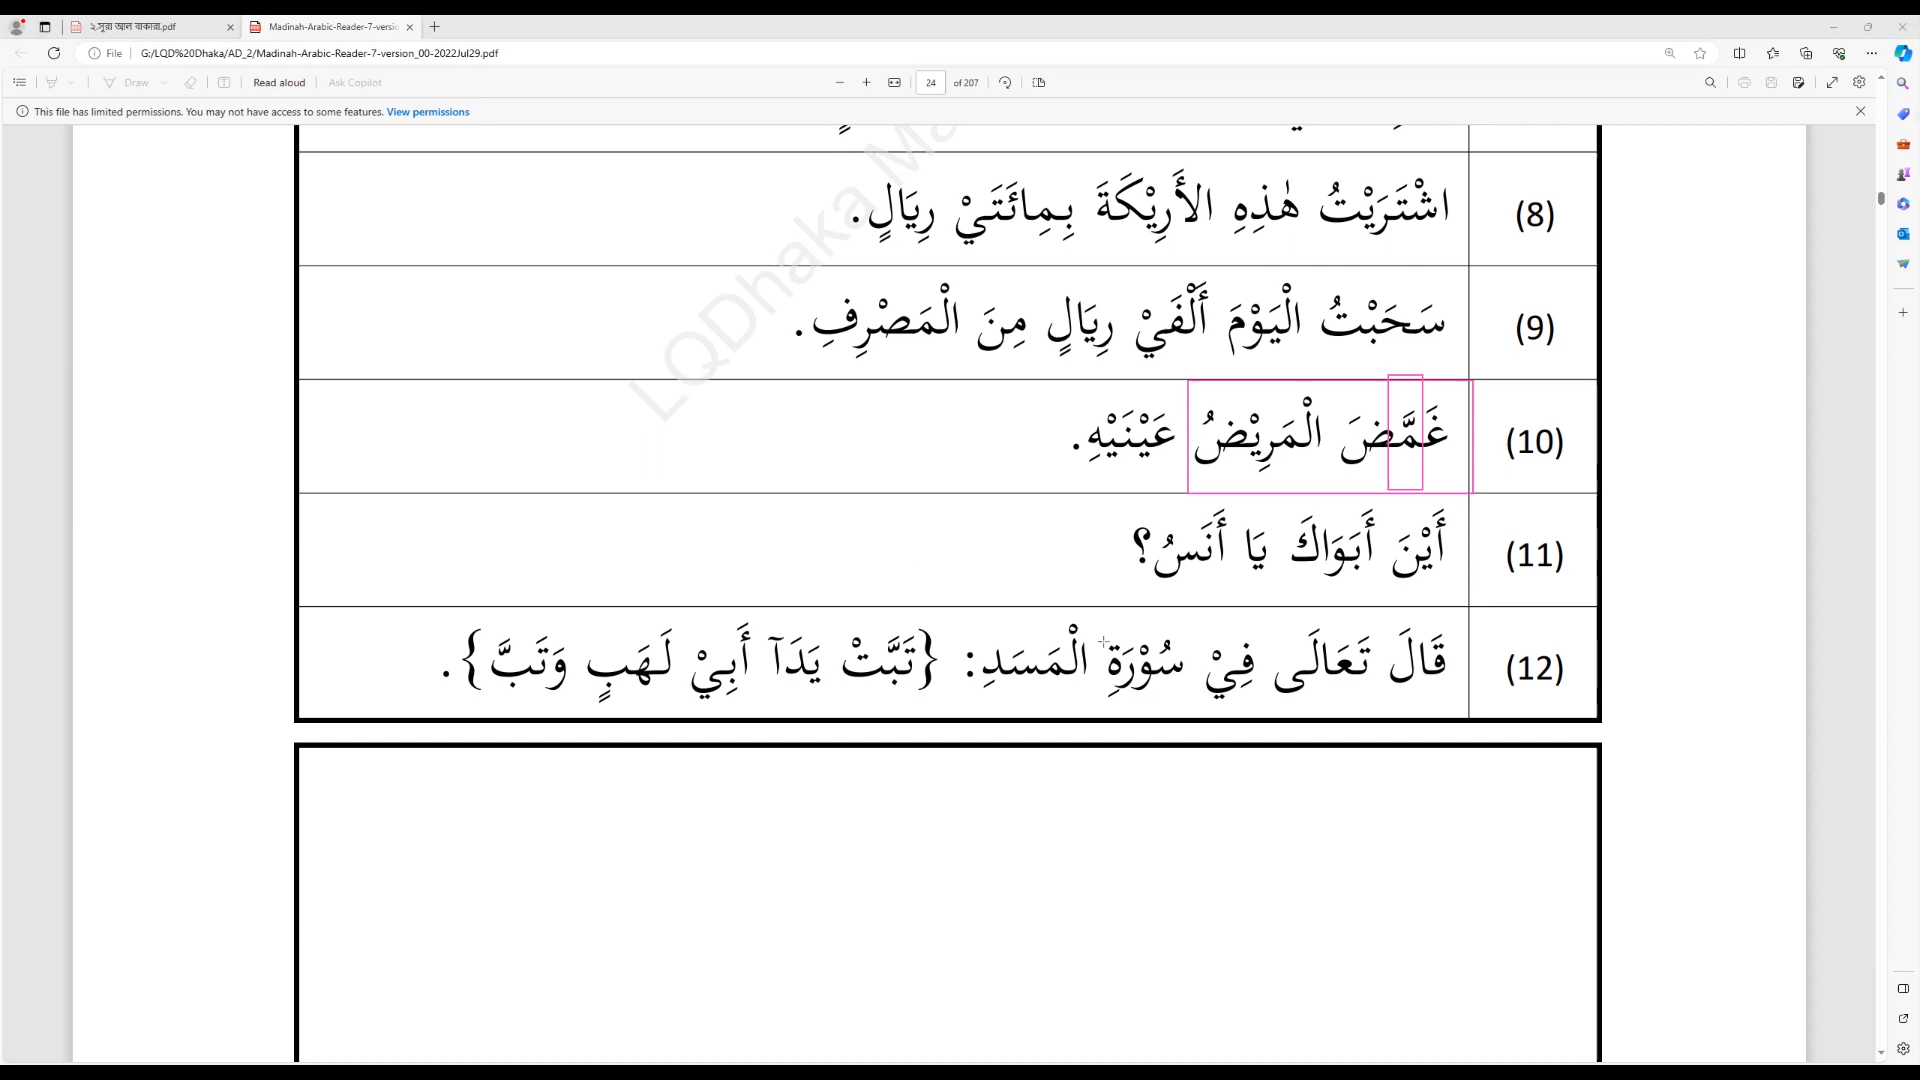 ২.সুরা আল বাকারা.pdf
Madinah-Arabic-Reader-7-versio
File
G:/LQD%20Dhaka/AD_2/Madinah-Arabic-Reader-7-version_00-2022Jul29.pdf
Draw
Read aloud
Ask Copilot
24 of 207
This file has limited permissions. You may not have access to some features. View permissions
(8) اشْتَرَيْتُ هٰذِهِ الأَرِيْكَةَ بِمِائَتَيْ رِيَالٍ.
(9) سَحَبْتُ الْيَوْمَ أَلْفَيْ رِيَالٍ مِنَ الْمَصْرِفِ.
(10) غَمَّضَ الْمَرِيْضُ عَيْنَيْهِ.
(11) أَيْنَ أَبَوَاكَ يَا أَنَسُ؟
(12) قَالَ تَعَالَى فِيْ سُوْرَةِ الْمَسَدِ: {تَبَّتْ يَدَآ أَبِيْ لَهَبٍ وَتَبَّ}.
LQDhaka Ma